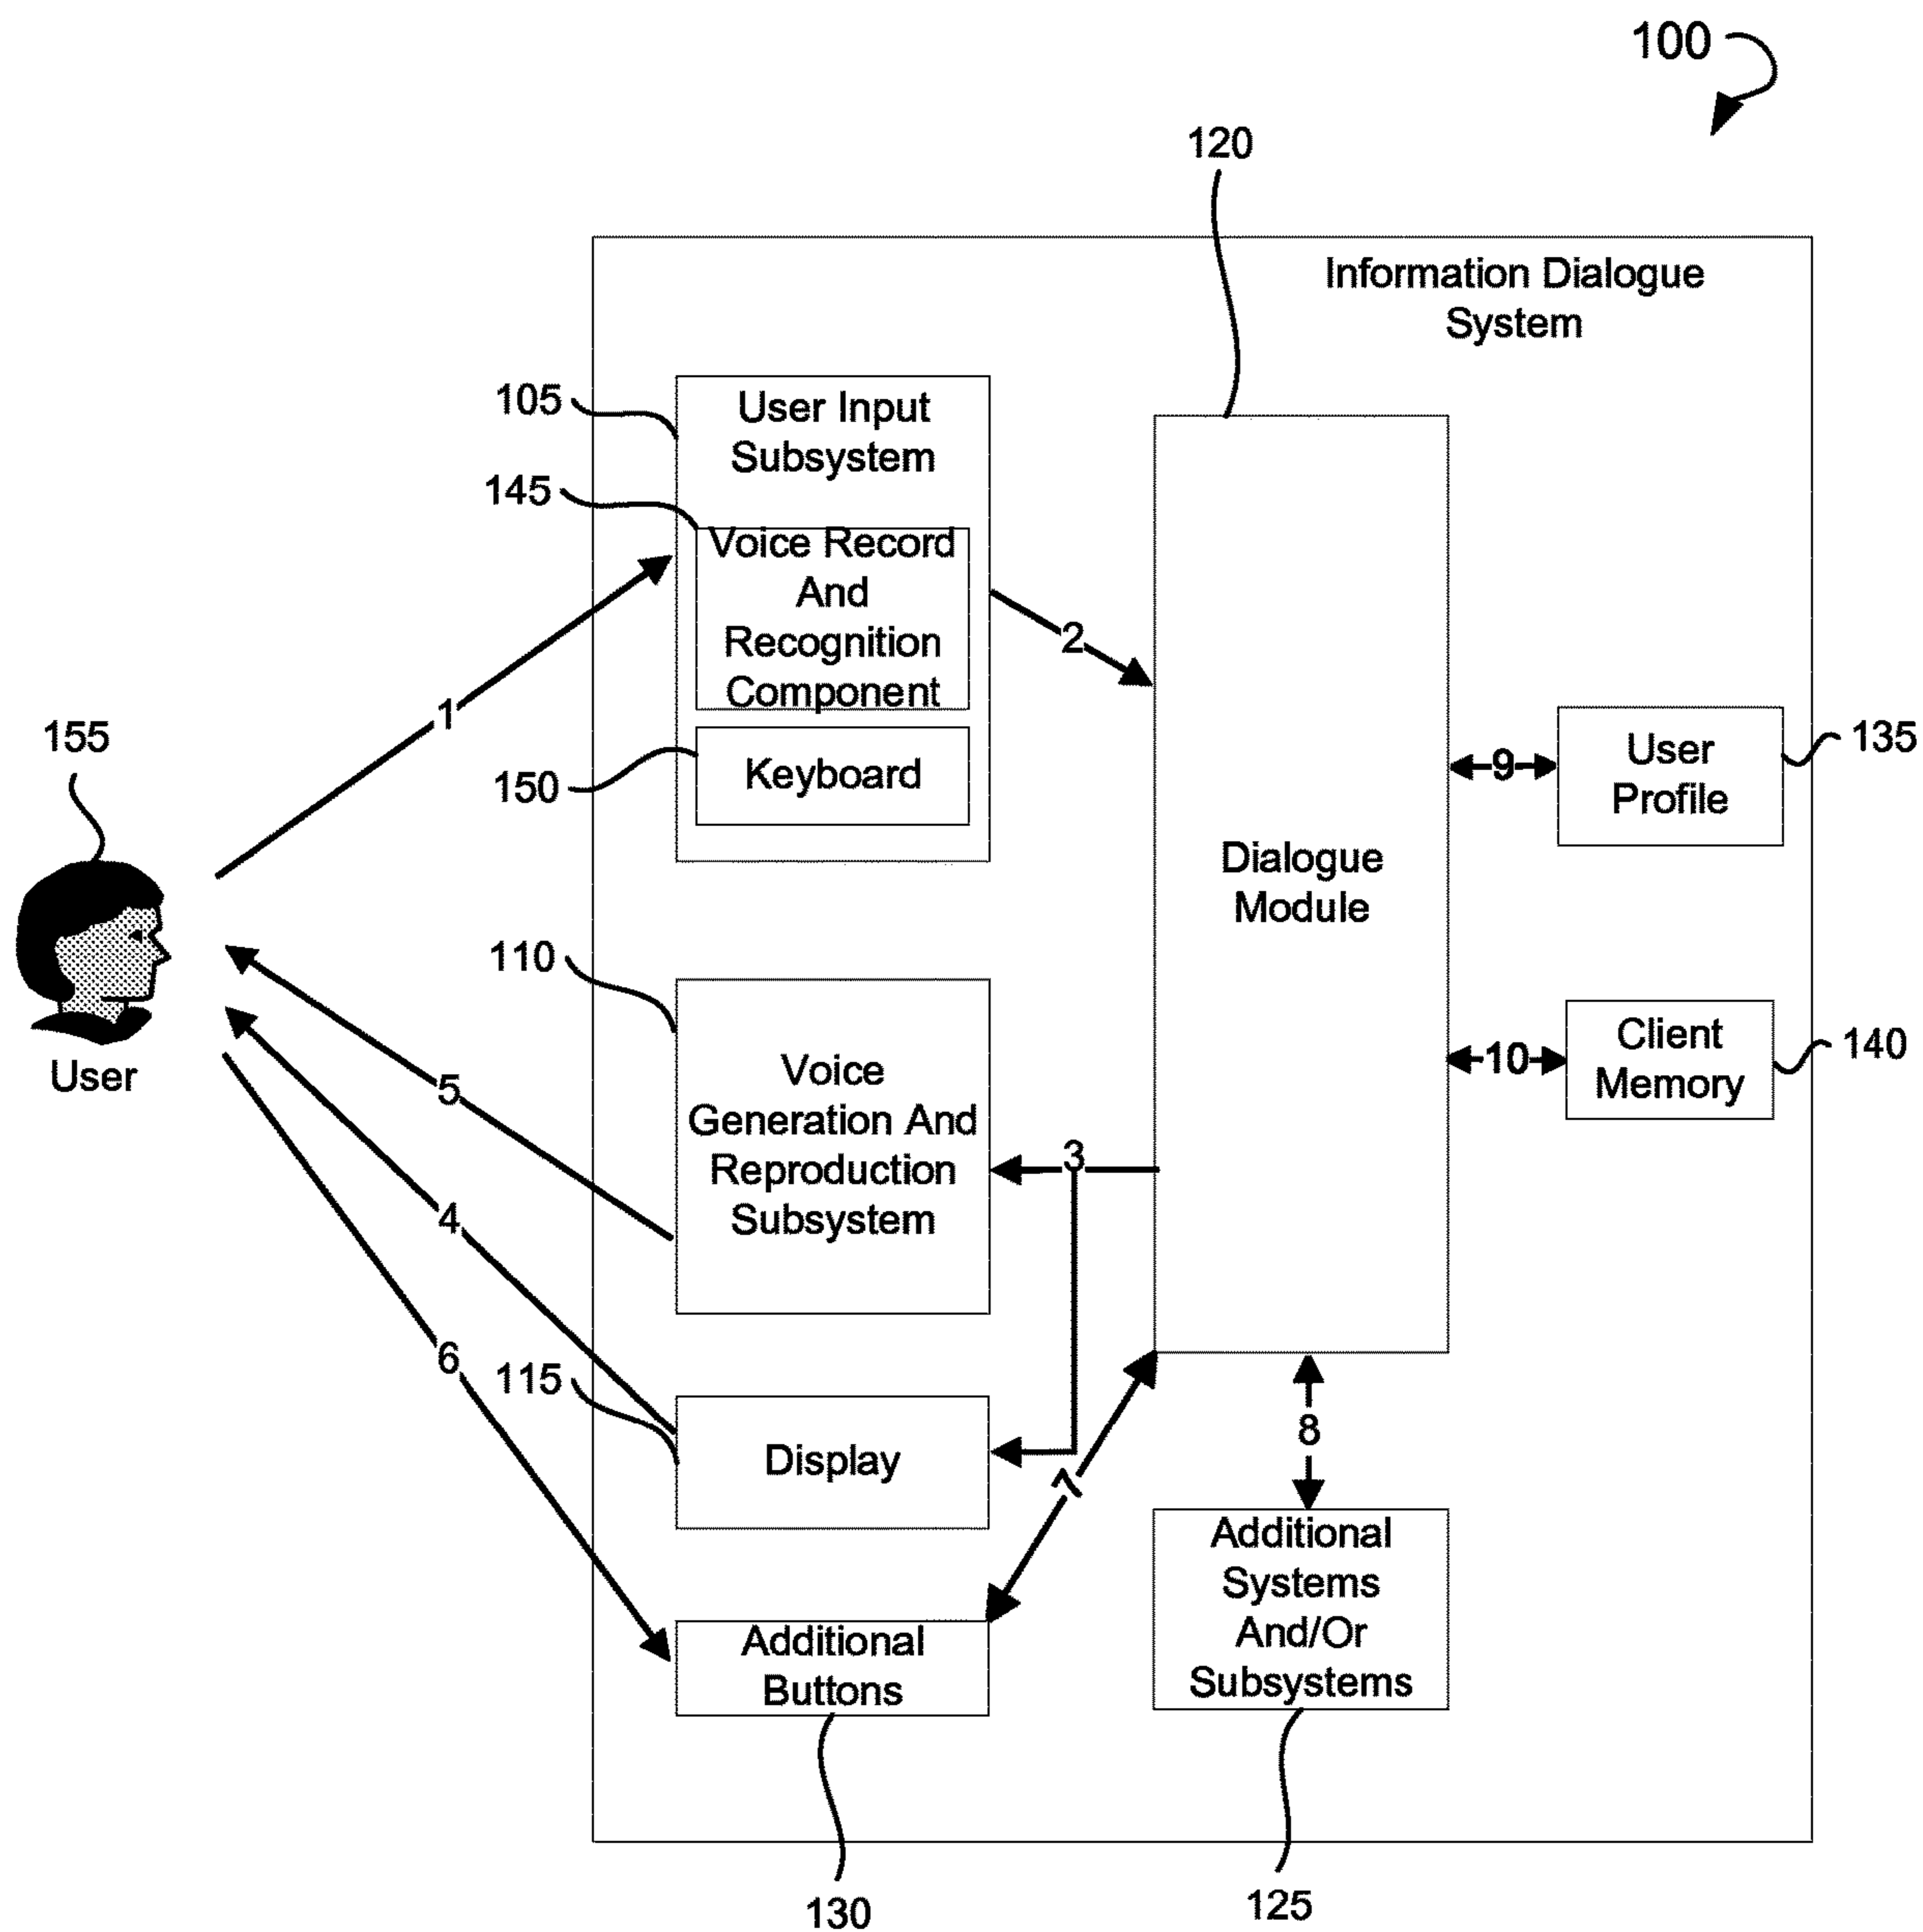 100
120
Information Dialogue
System
105
User Input
Subsystem
145
Voice Record
And
Recognition
Component
2
1
155
150
Keyboard
9
User
Profile
135
Dialogue
Module
110
User
Voice
Generation And
Reproduction
Subsystem
10
Client
Memory
140
5
3
4
6
115
Display
7
8
Additional
Systems
And/Or
Subsystems
Additional
Buttons
130
125